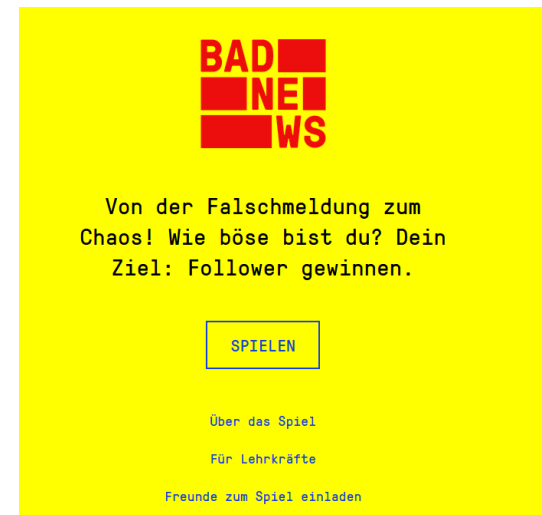 BAD
NE
WS
Von der Falschmeldung zum
Chaos! Wie böse bist du? Dein
Ziel: Follower gewinnen.
SPIELEN
Über das Spiel
Für Lehrkräfte
Freunde zum Spiel einladen